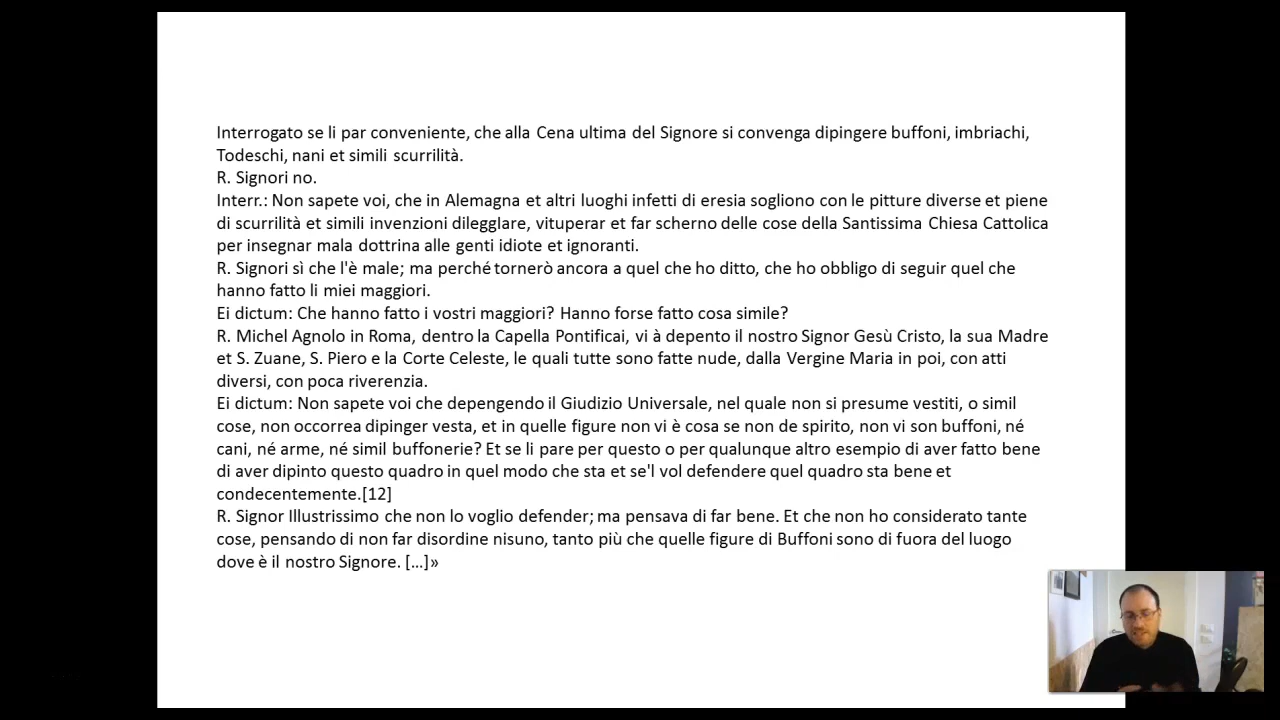 Interrogato se li par conveniente, che alla Cena ultima del Signore si convenga dipingere buffoni, imbriachi,
Todeschi, nani et simili scurrilità.
R. Signori no.
Interr.: Non sapete voi, che in Alemagna et altri luoghi infetti di eresia sogliono con le pitture diverse et piene
di scurrilità et simili invenzioni dileggIare, vituperar et far scherno delle cose della Santissima Chiesa Cattolica
per insegnar mala dottrina alle genti idiote et ignoranti.
R. Signori sì che l'è male; ma perché tornerò ancora a quel che ho ditto, che ho obbligo di seguir quel che
hanno fatto li miei maggiori.
Ei dictum: Che hanno fatto i vostri maggiori? Hanno forse fatto cosa simile?
R. Michel Agnolo in Roma, dentro la Capella Pontificai, vi à depento il nostro Signor Gesù Cristo, la sua Madre
et S. Zuane, S. Piero e la Corte Celeste, le quali tutte sono fatte nude, dalla Vergine Maria in poi, con atti
diversi, con poca riverenzia.
Ei dictum: Non sapete voi che depengendo il Giudizio Universale, nel quale non si presume vestiti, o simil
cose, non occorrea dipinger vesta, et in quelle figure non vi è cosa se non de spirito, non vi son buffoni, né
cani, né arme, né simil buffonerie? Et se li pare per questo o per qualunque altro esempio di aver fatto bene
di aver dipinto questo quadro in quel modo che sta et se'l vol defendere quel quadro sta bene et
condecentemente.[12]
R. Signor Illustrissimo che non lo voglio defender; ma pensava di far bene. Et che non ho considerato tante
cose, pensando di non far disordine nisuno, tanto più che quelle figure di Buffoni sono di fuora del luogo
dove è il nostro Signore. […]»